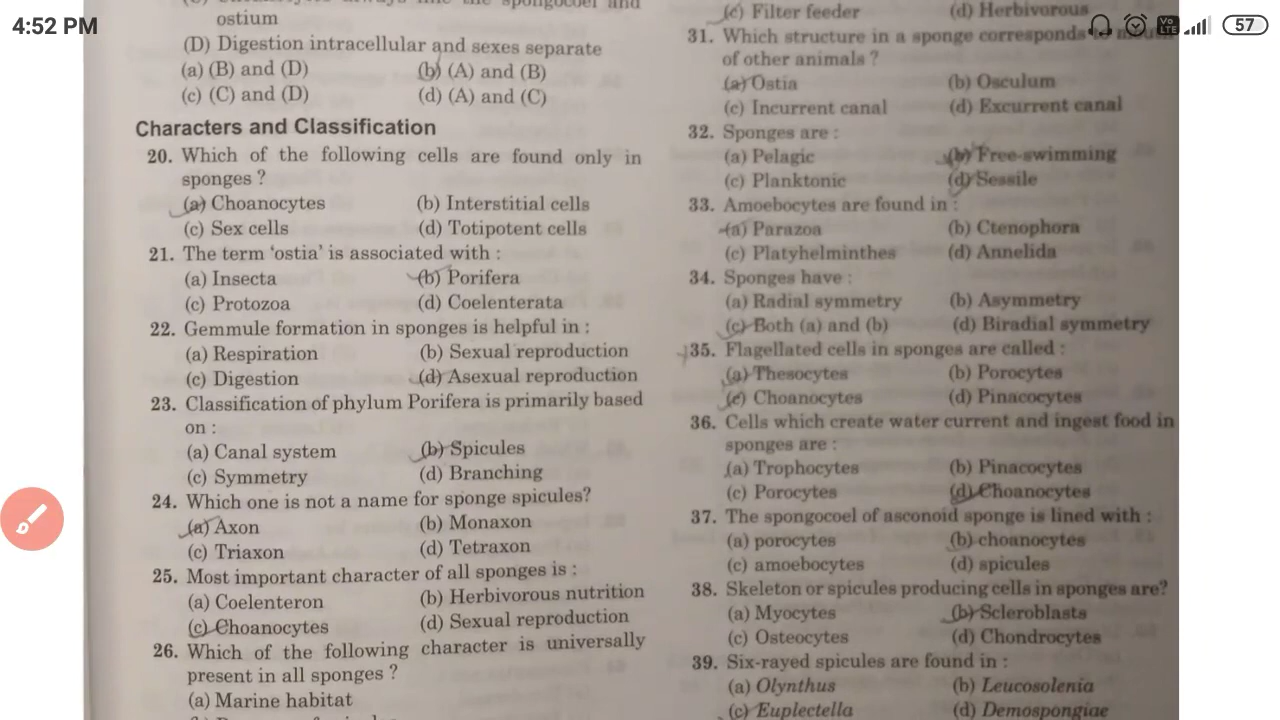 4:52 PM
57
Vo
LTE
ostium
(D) Digestion intracellular and sexes separate
(a) (B) and (D) (b) (A) and (B)
(c) (C) and (D) (d) (A) and (C)
Characters and Classification
20. Which of the following cells are found only in
sponges ?
(a) Choanocytes (b) Interstitial cells
(c) Sex cells (d) Totipotent cells
21. The term ‘ostia’ is associated with :
(a) Insecta (b) Porifera
(c) Protozoa (d) Coelenterata
22. Gemmule formation in sponges is helpful in :
(a) Respiration (b) Sexual reproduction
(c) Digestion (d) Asexual reproduction
23. Classification of phylum Porifera is primarily based
on :
(a) Canal system (b) Spicules
(c) Symmetry (d) Branching
24. Which one is not a name for sponge spicules?
(a) Axon (b) Monaxon
(c) Triaxon (d) Tetraxon
25. Most important character of all sponges is :
(a) Coelenteron (b) Herbivorous nutrition
(c) Choanocytes (d) Sexual reproduction
26. Which of the following character is universally
present in all sponges ?
(a) Marine habitat
(c) Filter feeder (d) Herbivorous
31. Which structure in a sponge corresponds to mouth
of other animals ?
(a) Ostia (b) Osculum
(c) Incurrent canal (d) Excurrent canal
32. Sponges are :
(a) Pelagic (b) Free-swimming
(c) Planktonic (d) Sessile
33. Amoebocytes are found in :
(a) Parazoa (b) Ctenophora
(c) Platyhelminthes (d) Annelida
34. Sponges have :
(a) Radial symmetry (b) Asymmetry
(c) Both (a) and (b) (d) Biradial symmetry
35. Flagellated cells in sponges are called :
(a) Thesocytes (b) Porocytes
(c) Choanocytes (d) Pinacocytes
36. Cells which create water current and ingest food in
sponges are :
(a) Trophocytes (b) Pinacocytes
(c) Porocytes (d) Choanocytes
37. The spongocoel of asconoid sponge is lined with :
(a) porocytes (b) choanocytes
(c) amoebocytes (d) spicules
38. Skeleton or spicules producing cells in sponges are?
(a) Myocytes (b) Scleroblasts
(c) Osteocytes (d) Chondrocytes
39. Six-rayed spicules are found in :
(a) Olynthus (b) Leucosolenia
(c) Euplectella (d) Demospongiae